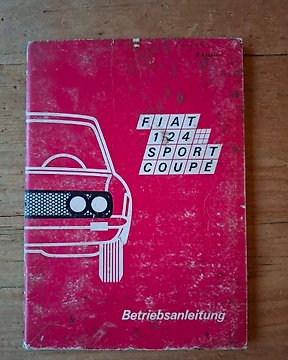 FIAT
124
SPORT
COUPÉ
Betriebsanleitung